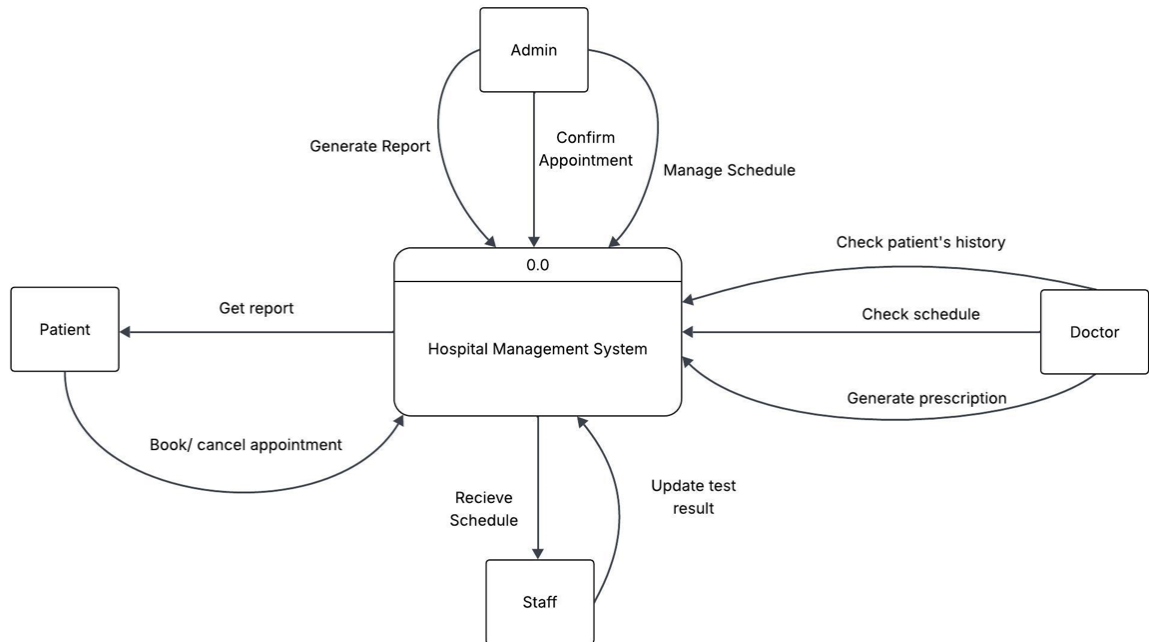 Admin
Generate Report
Confirm
Appointment
Manage Schedule
Check patient's history
0.0
Get report
Check schedule
Patient
Hospital Management System
Doctor
Generate prescription
Book/ cancel appointment
Recieve
Schedule
Update test
result
Staff